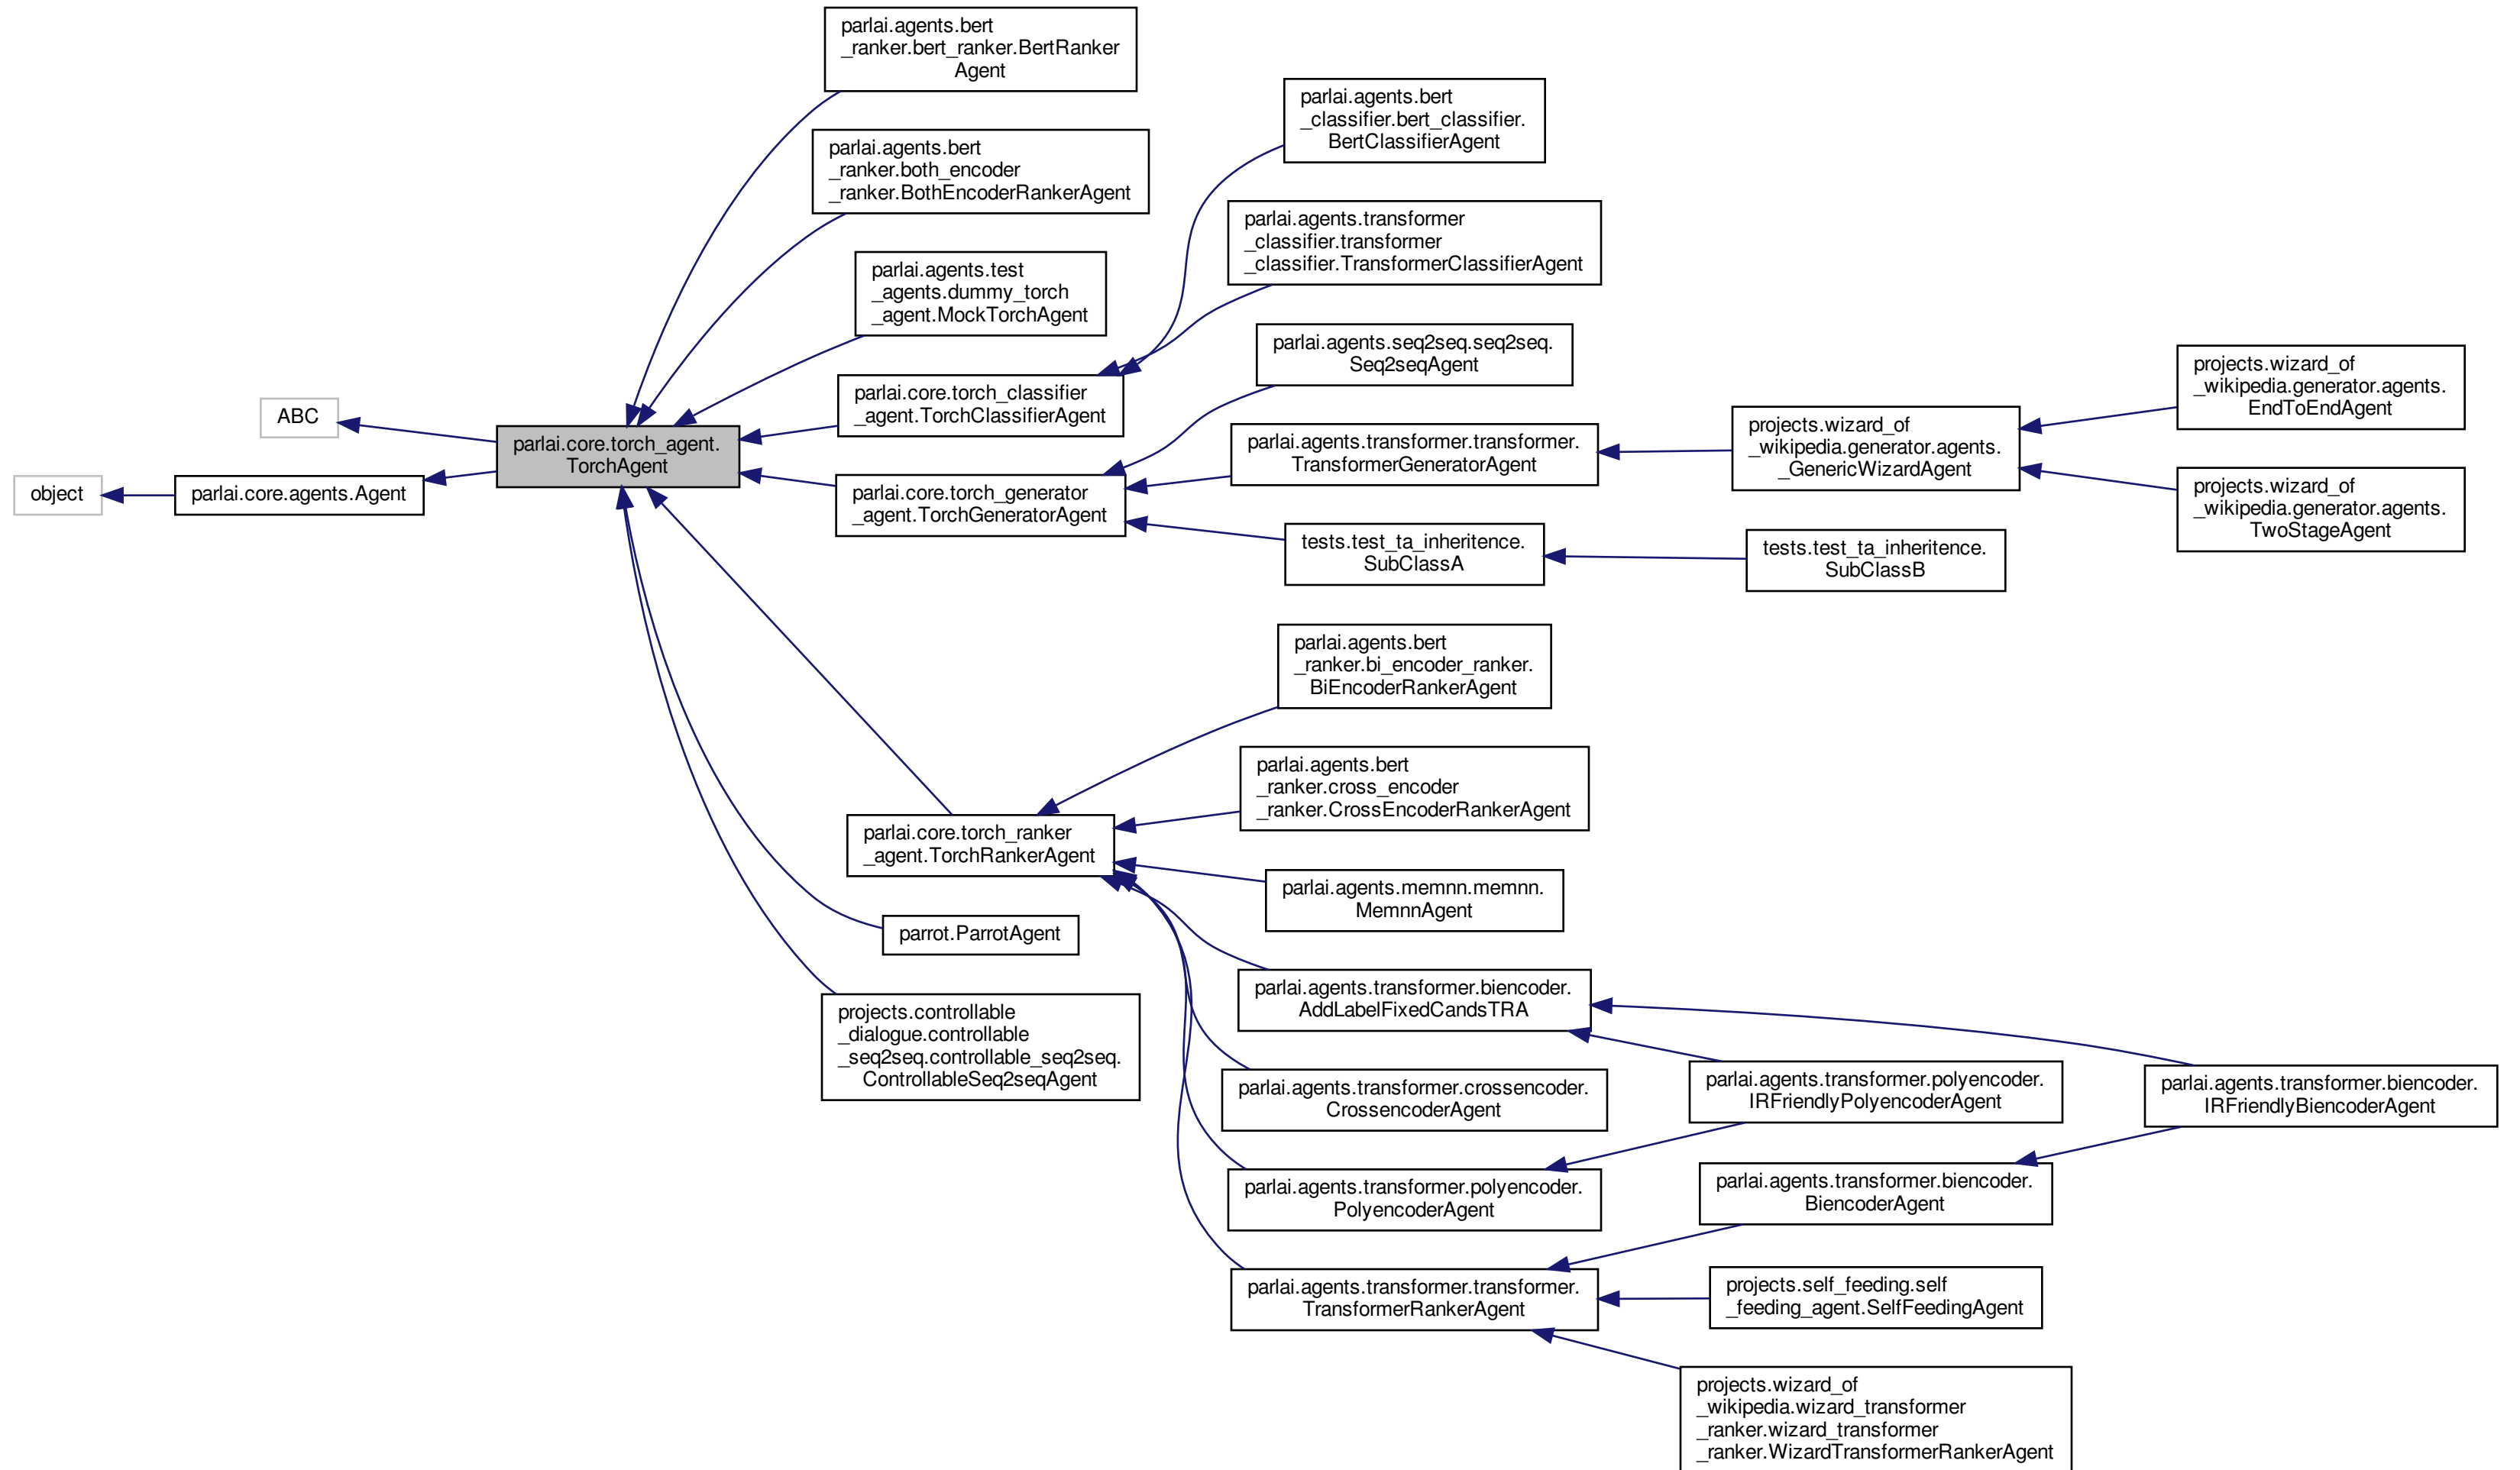 parlai.agents.bert
_ranker.bert_ranker.BertRanker
Agent
parlai.agents.bert
_ranker.both_encoder
_ranker.BothEncoderRankerAgent
parlai.agents.test
_agents.dummy_torch
_agent.MockTorchAgent
parlai.core.torch_classifier
_agent.TorchClassifierAgent
parlai.agents.bert
_classifier.bert_classifier.
BertClassifierAgent
parlai.agents.transformer
_classifier.transformer
_classifier.TransformerClassifierAgent
ABC
object
parlai.core.agents.Agent
parlai.core.torch_agent.
TorchAgent
parlai.core.torch_generator
_agent.TorchGeneratorAgent
parlai.agents.seq2seq.seq2seq.
Seq2seqAgent
parlai.agents.transformer.transformer.
TransformerGeneratorAgent
tests.test_ta_inheritence.
SubClassA
projects.wizard_of
_wikipedia.generator.agents.
_GenericWizardAgent
tests.test_ta_inheritence.
SubClassB
projects.wizard_of
_wikipedia.generator.agents.
EndToEndAgent
projects.wizard_of
_wikipedia.generator.agents.
TwoStageAgent
parlai.core.torch_ranker
_agent.TorchRankerAgent
parrot.ParrotAgent
projects.controllable
_dialogue.controllable
_seq2seq.controllable_seq2seq.
ControllableSeq2seqAgent
parlai.agents.bert
_ranker.bi_encoder_ranker.
BiEncoderRankerAgent
parlai.agents.bert
_ranker.cross_encoder
_ranker.CrossEncoderRankerAgent
parlai.agents.memnn.memnn.
MemnnAgent
parlai.agents.transformer.biencoder.
AddLabelFixedCandsTRA
parlai.agents.transformer.crossencoder.
CrossencoderAgent
parlai.agents.transformer.polyencoder.
PolyencoderAgent
parlai.agents.transformer.transformer.
TransformerRankerAgent
parlai.agents.transformer.polyencoder.
IRFriendlyPolyencoderAgent
parlai.agents.transformer.biencoder.
BiencoderAgent
projects.self_feeding.self
_feeding_agent.SelfFeedingAgent
projects.wizard_of
_wikipedia.wizard_transformer
_ranker.wizard_transformer
_ranker.WizardTransformerRankerAgent
parlai.agents.transformer.biencoder.
IRFriendlyBiencoderAgent